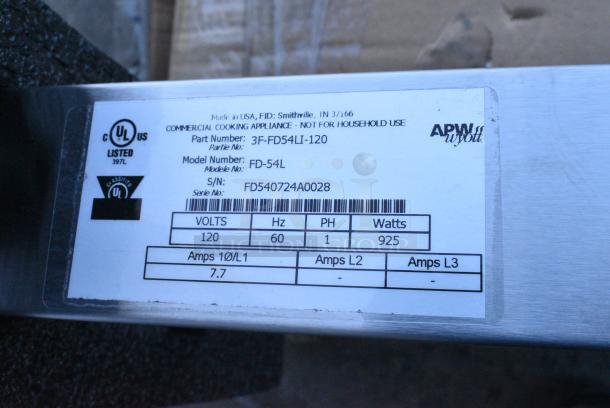 Made in USA, FID: Smithville, TN 37166
COMMERCIAL COOKING APPLIANCE - NOT FOR HOUSEHOLD USE
C UL US
LISTED
397L
Part Number: 3F-FD54LI-120
Partie No:
Model Number: FD-54L
Modele No:
S/N: FD540724A0028
Serie No:
APW
wyott
CLASSIFIED
UL
VOLTS Hz PH Watts
120 60 1 925
Amps 1Ø/L1 Amps L2 Amps L3
7.7 - -